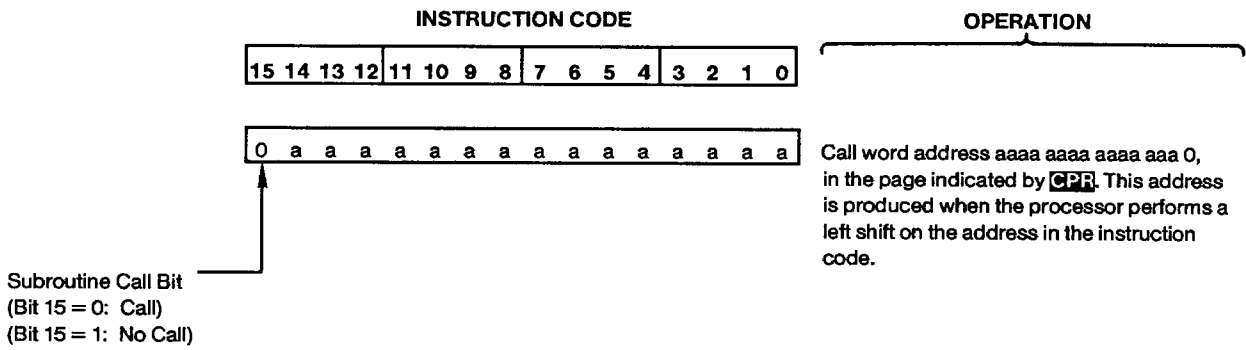 INSTRUCTION CODE
OPERATION
15 14 13 12 11 10 9 8 7 6 5 4 3 2 1 0
0 a a a a a a a a a a a a a a a
Call word address aaaa aaaa aaaa aaa 0,
in the page indicated by CPR. This address
is produced when the processor performs a
left shift on the address in the instruction
code.
Subroutine Call Bit
(Bit 15 = 0: Call)
(Bit 15 = 1: No Call)